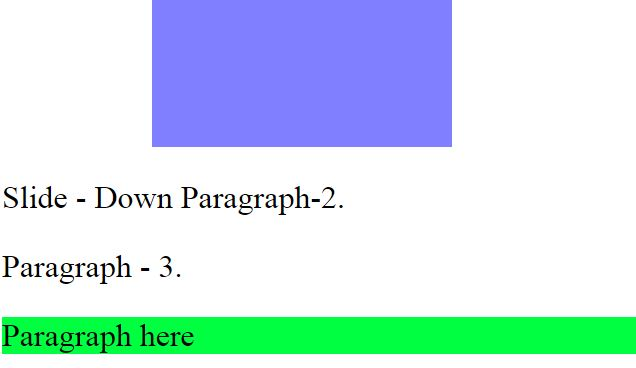 Slide - Down Paragraph-2.
Paragraph - 3.
Paragraph here